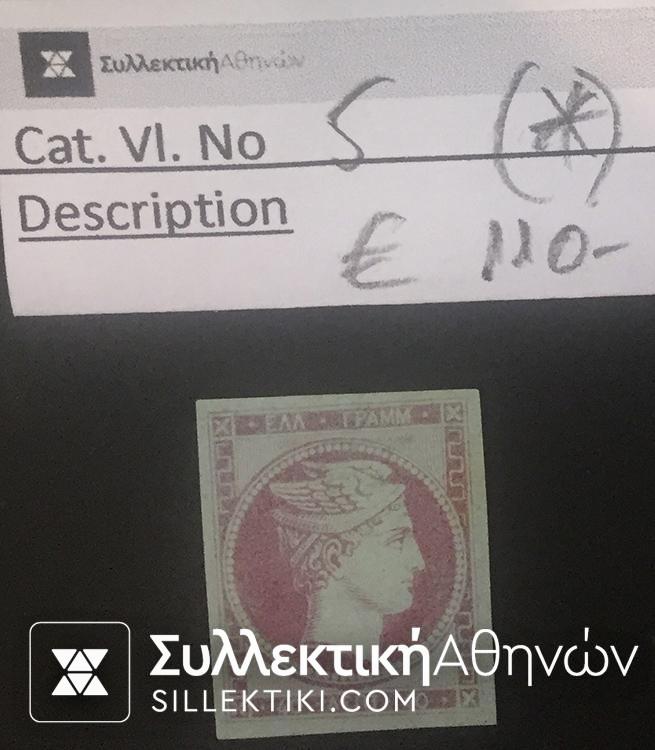 ΣυλλεκτικήΑθηνών
Cat. Vl. No 5 (*)
Description
€ 110-
ΕΛΛ · ΓΡΑΜΜ ·
ΣυλλεκτικήΑθηνών
SILLEKTIKI.COM